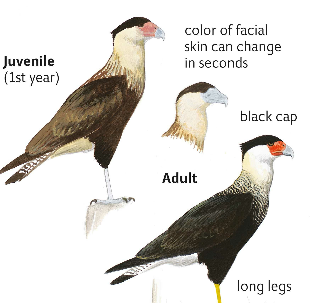 color of facial
skin can change
in seconds
Juvenile
(1st year)
black cap
Adult
long legs